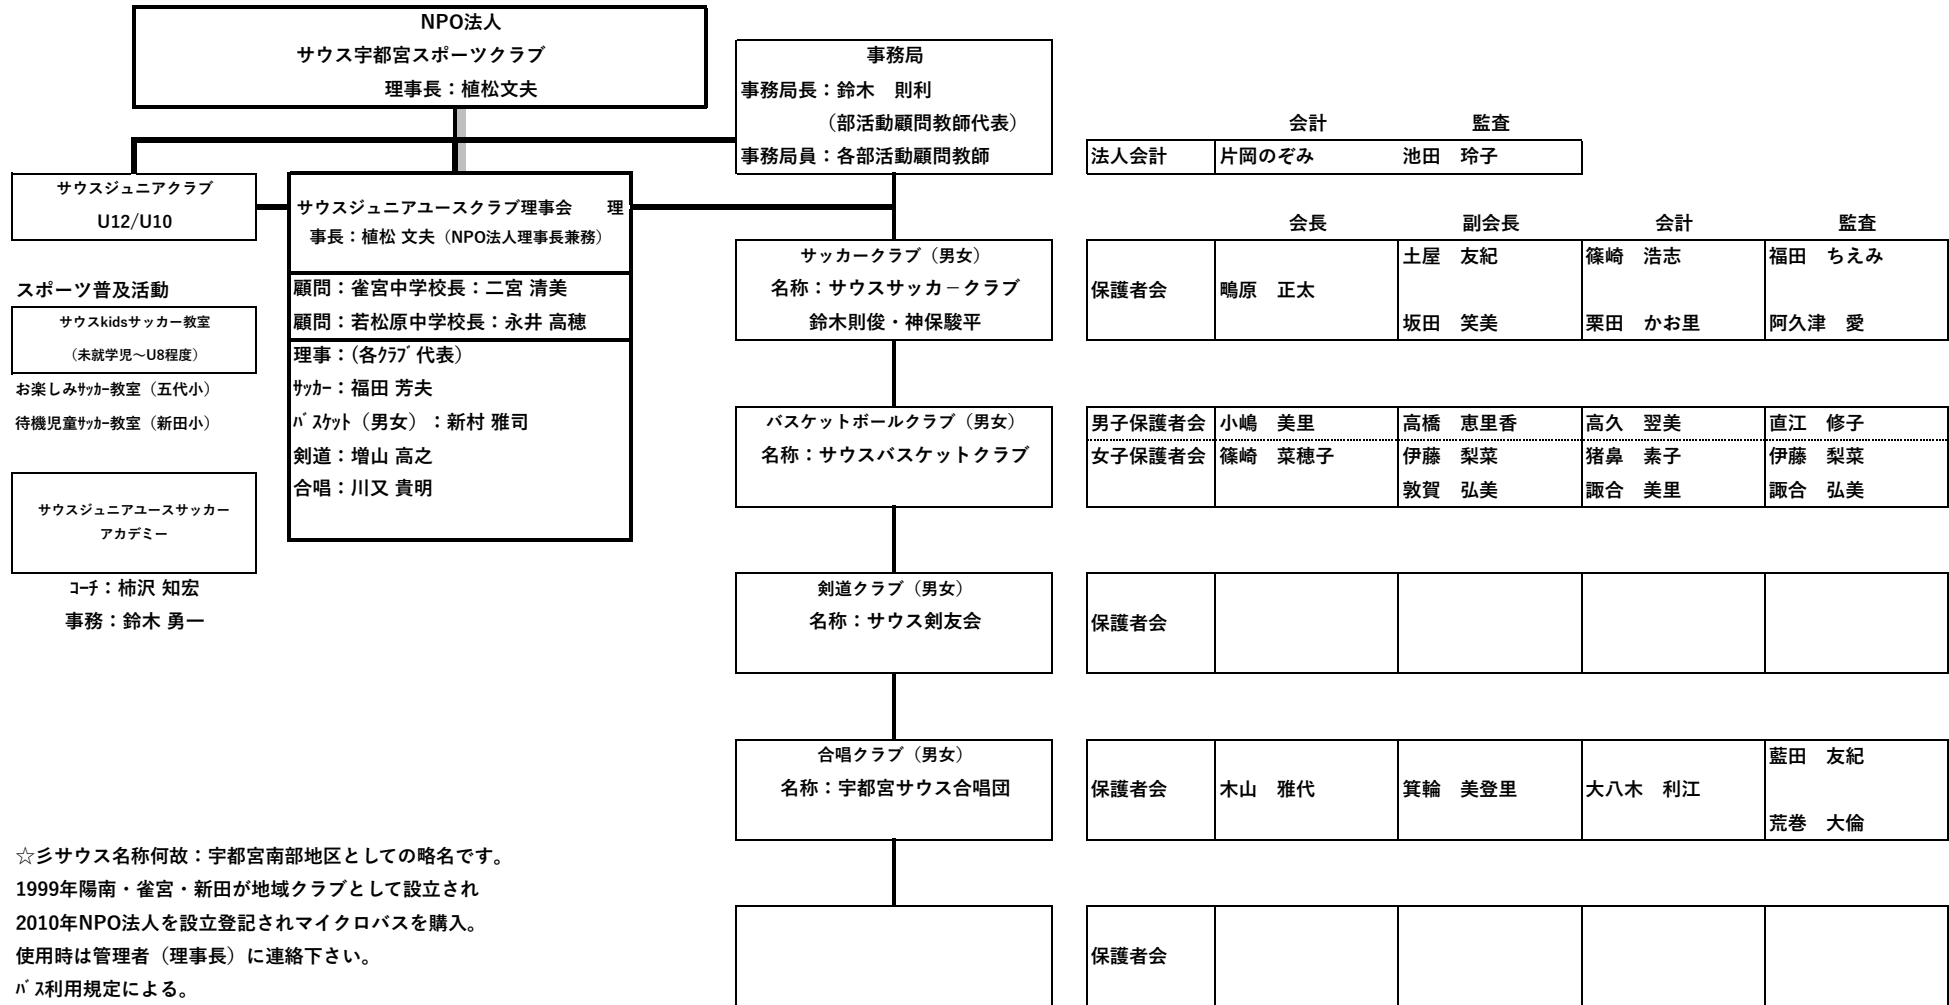 NPO法人
サウス宇都宮スポーツクラブ
理事長：植松文夫
事務局
事務局長：鈴木　則利
（部活動顧問教師代表）
事務局員：各部活動顧問教師
会計　監査
法人会計　片岡のぞみ　池田　玲子
サウスジュニアクラブ
U12/U10
サウスジュニアユースクラブ理事会　　理
事長：植松 文夫（NPO法人理事長兼務）
顧問：雀宮中学校長：二宮 清美
顧問：若松原中学校長：永井 高穂
理事：（各ｸﾗﾌﾞ代表）
ｻｯｶｰ：福田 芳夫
ﾊﾞｽｹｯﾄ（男女）：新村 雅司
剣道：増山 高之
合唱：川又 貴明
スポーツ普及活動
サウスkidsサッカー教室
（未就学児～U8程度）
お楽しみｻｯｶｰ教室（五代小）
待機児童ｻｯｶｰ教室（新田小）
サウスジュニアユースサッカー
アカデミー
ｺｰﾁ：柿沢 知宏
事務：鈴木 勇一
会長　副会長　会計　監査
サッカークラブ（男女）
名称：サウスサッカ－クラブ
鈴木則俊・神保駿平
土屋　友紀　篠崎　浩志　福田　ちえみ
保護者会　鴫原　正太
坂田　笑美　栗田　かお里　阿久津　愛
バスケットボールクラブ（男女）
名称：サウスバスケットクラブ
男子保護者会　小嶋　美里　高橋　恵里香　高久　翌美　直江　修子
女子保護者会　篠崎　菜穂子　伊藤　梨菜　猪鼻　素子　伊藤　梨菜
敦賀　弘美　諏合　美里　諏合　弘美
剣道クラブ（男女）
名称：サウス剣友会
保護者会
合唱クラブ（男女）
名称：宇都宮サウス合唱団
藍田　友紀
保護者会　木山　雅代　箕輪　美登里　大八木　利江
荒巻　大倫
保護者会
☆彡サウス名称何故：宇都宮南部地区としての略名です。
1999年陽南・雀宮・新田が地域クラブとして設立され
2010年NPO法人を設立登記されマイクロバスを購入。
使用時は管理者（理事長）に連絡下さい。
ﾊﾞｽ利用規定による。